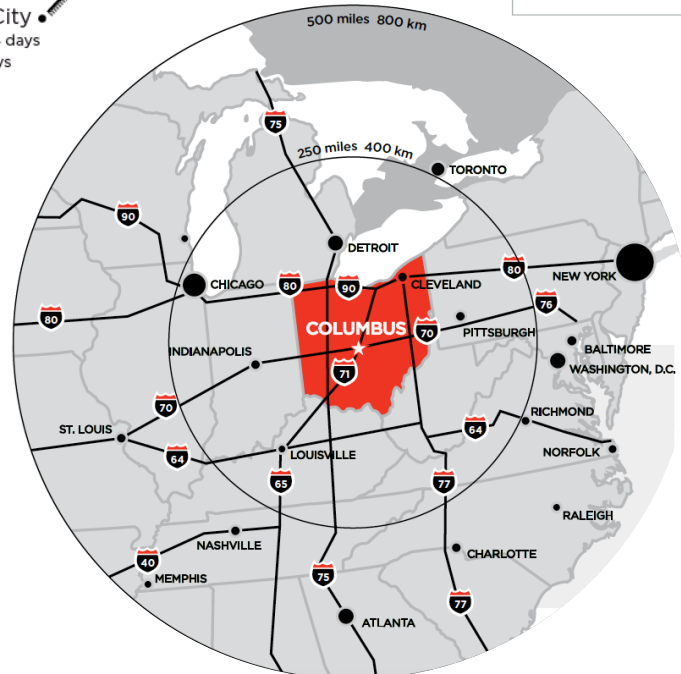 City
days
ys
500 miles 800 km
75
250 miles 400 km
TORONTO
90
DETROIT
80
NEW YORK
CHICAGO
80
90
CLEVELAND
76
80
COLUMBUS
70
PITTSBURGH
BALTIMORE
INDIANAPOLIS
WASHINGTON, D.C.
71
70
RICHMOND
ST. LOUIS
64
64
LOUISVILLE
NORFOLK
65
77
RALEIGH
NASHVILLE
CHARLOTTE
40
MEMPHIS
75
77
ATLANTA